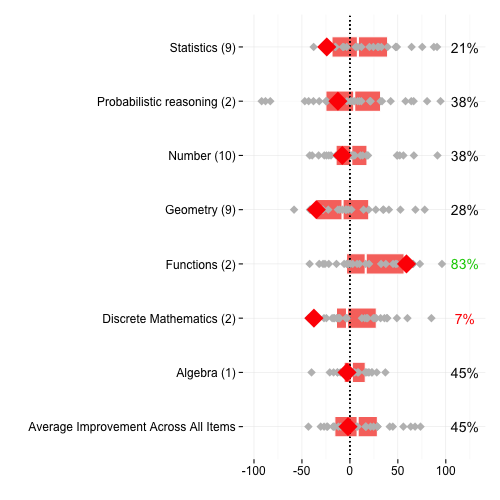 Statistics (9) 21%
Probabilistic reasoning (2) 38%
Number (10) 38%
Geometry (9) 28%
Functions (2) 83%
Discrete Mathematics (2) 7%
Algebra (1) 45%
Average Improvement Across All Items 45%
-100 -50 0 50 100